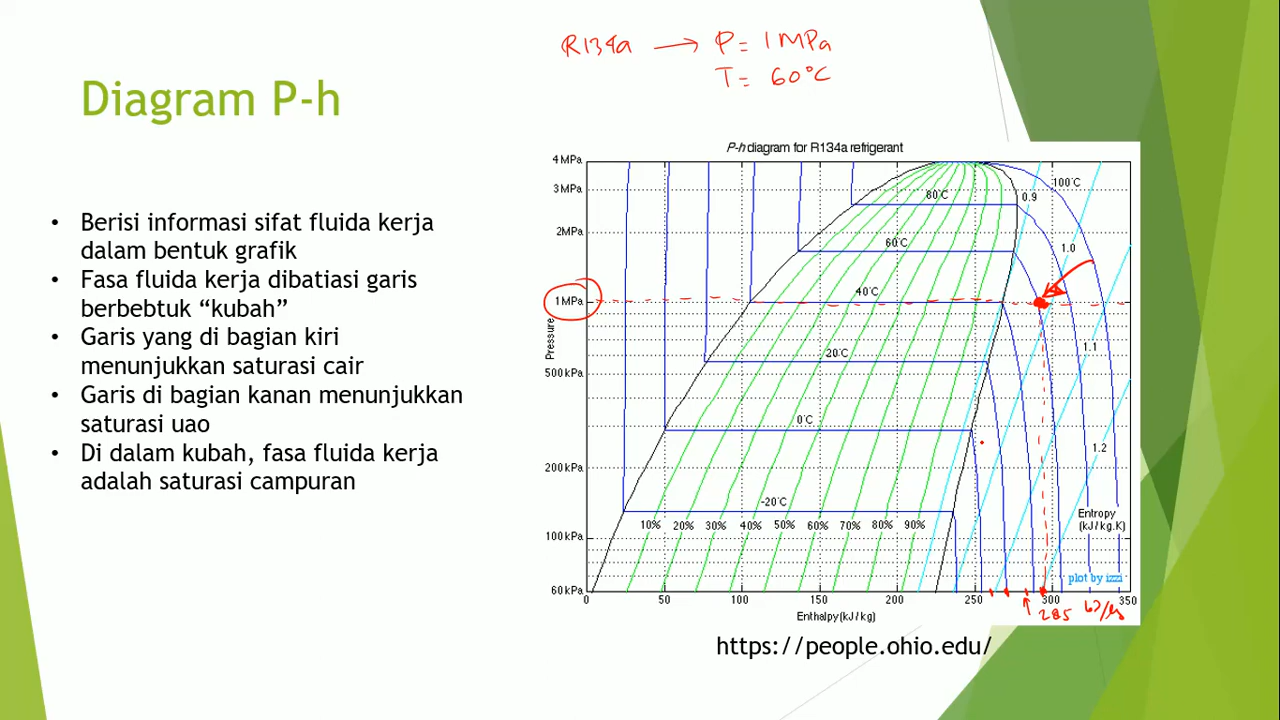 R134a → P = 1 MPa
T = 60°C
Diagram P-h
• Berisi informasi sifat fluida kerja
dalam bentuk grafik
• Fasa fluida kerja dibatiasi garis
berbebtuk “kubah”
• Garis yang di bagian kiri
menunjukkan saturasi cair
• Garis di bagian kanan menunjukkan
saturasi uao
• Di dalam kubah, fasa fluida kerja
adalah saturasi campuran
P-h diagram for R134a refrigerant
4 MPa
3 MPa
2 MPa
1 MPa
Pressure
500 kPa
200 kPa
100 kPa
60 kPa
100°C
80°C
0.9
60°C
1.0
40°C
1.1
20°C
0°C
1.2
-20°C
10% 20% 30% 40% 50% 60% 70% 80% 90%
Entropy
(kJ/kg.K)
plot by izzi
0 50 100 150 200 250 300 350
Enthalpy (kJ/kg)
285 kJ/kg
https://people.ohio.edu/